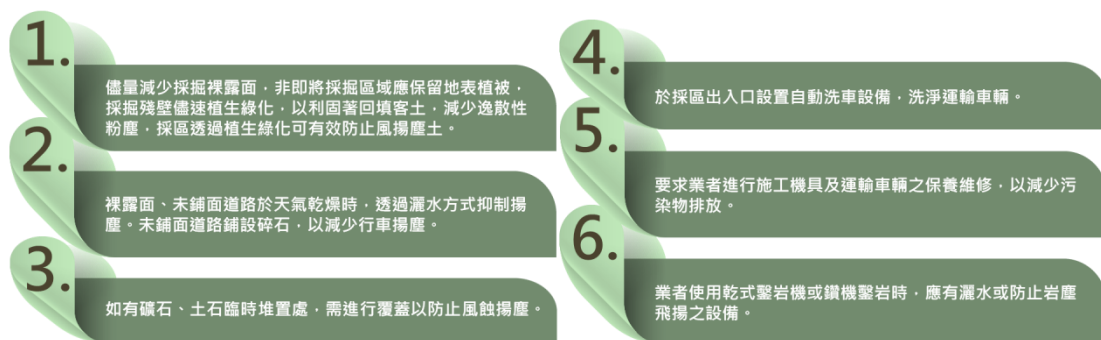 1.
儘量減少採掘裸露面，非即將採掘區域應保留地表植被，
採掘殘壁儘速植生綠化，以利固著回填客土，減少逸散性
粉塵，採區透過植生綠化可有效防止風揚塵土。
2.
裸露面、未鋪面道路於天氣乾燥時，透過灑水方式抑制揚
塵。未鋪面道路鋪設碎石，以減少行車揚塵。
3.
如有礦石、土石臨時堆置處，需進行覆蓋以防止風蝕揚塵。
4.
於採區出入口設置自動洗車設備，洗淨運輸車輛。
5.
要求業者進行施工機具及運輸車輛之保養維修，以減少污
染物排放。
6.
業者使用乾式鑿岩機或鑽機鑿岩時，應有灑水或防止岩塵
飛揚之設備。